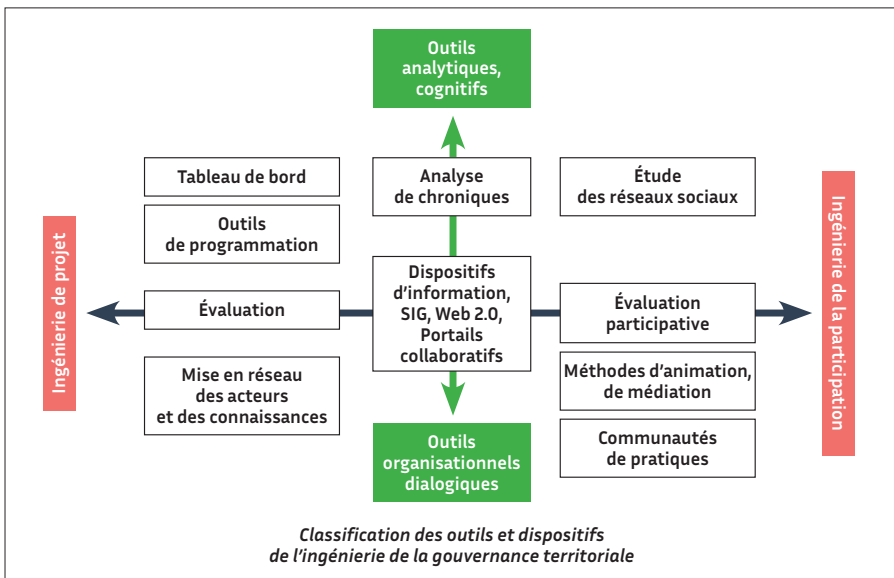 Outils
analytiques,
cognitifs
Tableau de bord
Analyse
de chroniques
Étude
des réseaux sociaux
Outils
de programmation
Ingénierie de projet
Évaluation
Dispositifs
d'information,
SIG, Web 2.0,
Portails
collaboratifs
Évaluation
participative
Ingénierie de la participation
Mise en réseau
des acteurs
et des connaissances
Méthodes d'animation,
de médiation
Outils
organisationnels
dialogiques
Communautés
de pratiques
Classification des outils et dispositifs
de l'ingénierie de la gouvernance territoriale